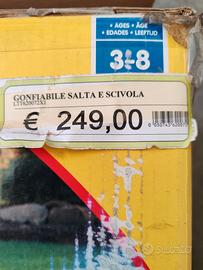 • AGES • ÂGE
• EDADES • LEEFTIJD
3-8
GONFIABILE SALTA E SCIVOLA
€ 249,00